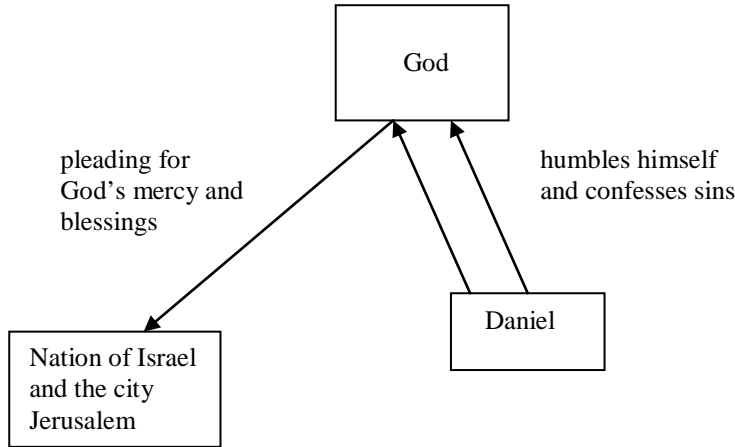 God
pleading for
God's mercy and
blessings
humbles himself
and confesses sins
Daniel
Nation of Israel
and the city
Jerusalem